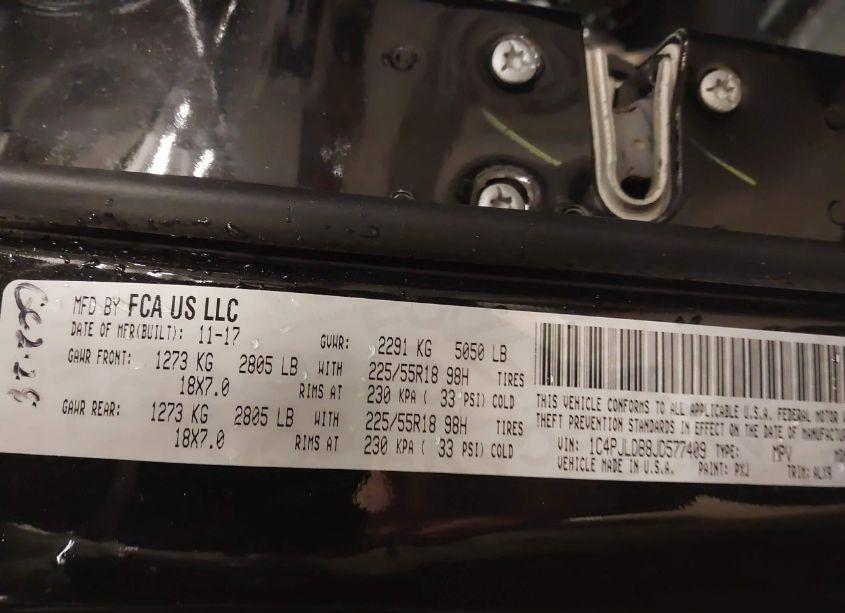 MFD BY FCA US LLC
DATE OF MFR(BUILT): 11-17 GVWR: 2291 KG 5050 LB
GAWR FRONT: 1273 KG 2805 LB WITH 225/55R18 98H TIRES
18X7.0 RIMS AT 230 KPA ( 33 PSI) COLD
GAWR REAR: 1273 KG 2805 LB WITH 225/55R18 98H TIRES
18X7.0 RIMS AT 230 KPA ( 33 PSI) COLD
THIS VEHICLE CONFORMS TO ALL APPLICABLE U.S.A. FEDERAL MOTOR
THEFT PREVENTION STANDARDS IN EFFECT ON THE DATE OF MANUFACTUR
VIN: 1C4PJLDB8JD577409 TYPE: MPV
VEHICLE MADE IN U.S.A. PAINT: PXJ TRIM: ALX9